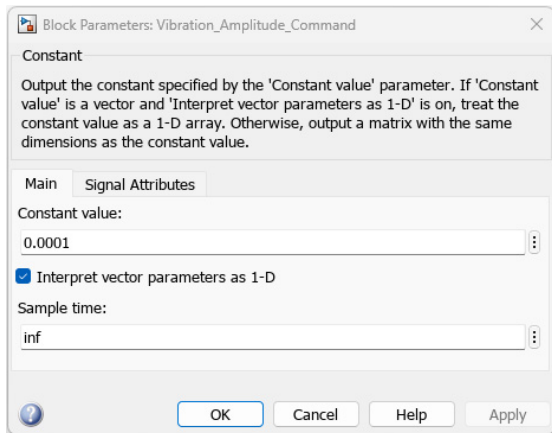 Block Parameters: Vibration_Amplitude_Command
Constant
Output the constant specified by the 'Constant value' parameter. If 'Constant
value' is a vector and 'Interpret vector parameters as 1-D' is on, treat the
constant value as a 1-D array. Otherwise, output a matrix with the same
dimensions as the constant value.
Main Signal Attributes
Constant value:
0.0001
Interpret vector parameters as 1-D
Sample time:
inf
? OK Cancel Help Apply